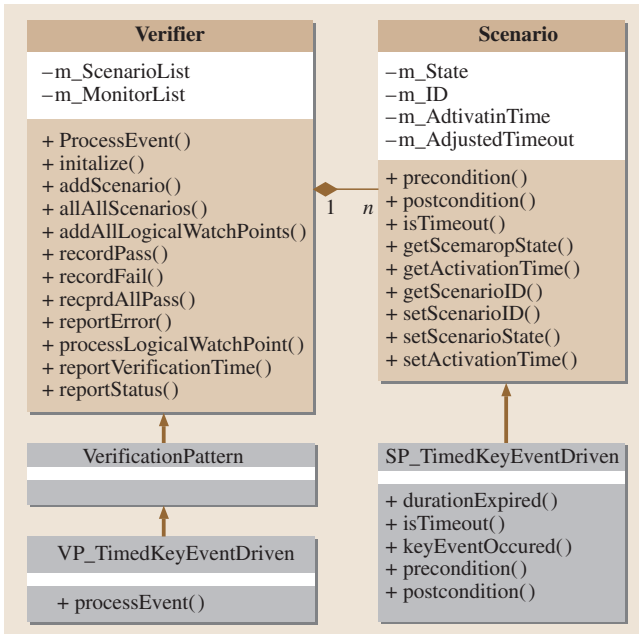 Verifier
–m_ScenarioList
–m_MonitorList
+ ProcessEvent()
+ initalize()
+ addScenario()
+ allAllScenarios()
+ addAllLogicalWatchPoints()
+ recordPass()
+ recordFail()
+ recprdAllPass()
+ reportError()
+ processLogicalWatchPoint()
+ reportVerificationTime()
+ reportStatus()
1 n
Scenario
–m_State
–m_ID
–m_AdtivatinTime
–m_AdjustedTimeout
+ precondition()
+ postcondition()
+ isTimeout()
+ getScemaropState()
+ getActivationTime()
+ getScenarioID()
+ setScenarioID()
+ setScenarioState()
+ setActivationTime()
VerificationPattern
VP_TimedKeyEventDriven
+ processEvent()
SP_TimedKeyEventDriven
+ durationExpired()
+ isTimeout()
+ keyEventOccured()
+ precondition()
+ postcondition()